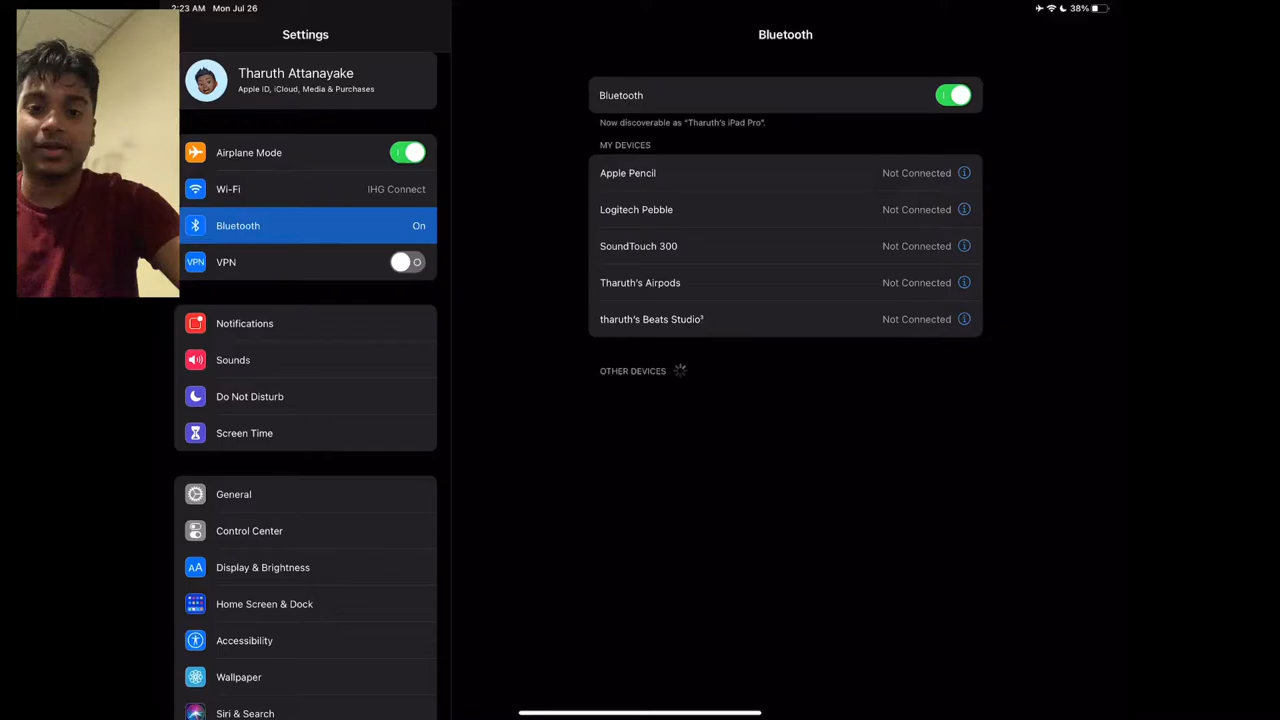 2:23 AM Mon Jul 26
38%
Settings
Tharuth Attanayake
Apple ID, iCloud, Media & Purchases
Airplane Mode
Wi-Fi IHG Connect
Bluetooth On
VPN VPN
Notifications
Sounds
Do Not Disturb
Screen Time
General
Control Center
AA Display & Brightness
Home Screen & Dock
Accessibility
Wallpaper
Siri & Search
Bluetooth
Bluetooth
Now discoverable as “Tharuth’s iPad Pro”.
MY DEVICES
Apple Pencil Not Connected
Logitech Pebble Not Connected
SoundTouch 300 Not Connected
Tharuth’s Airpods Not Connected
tharuth’s Beats Studio³ Not Connected
OTHER DEVICES